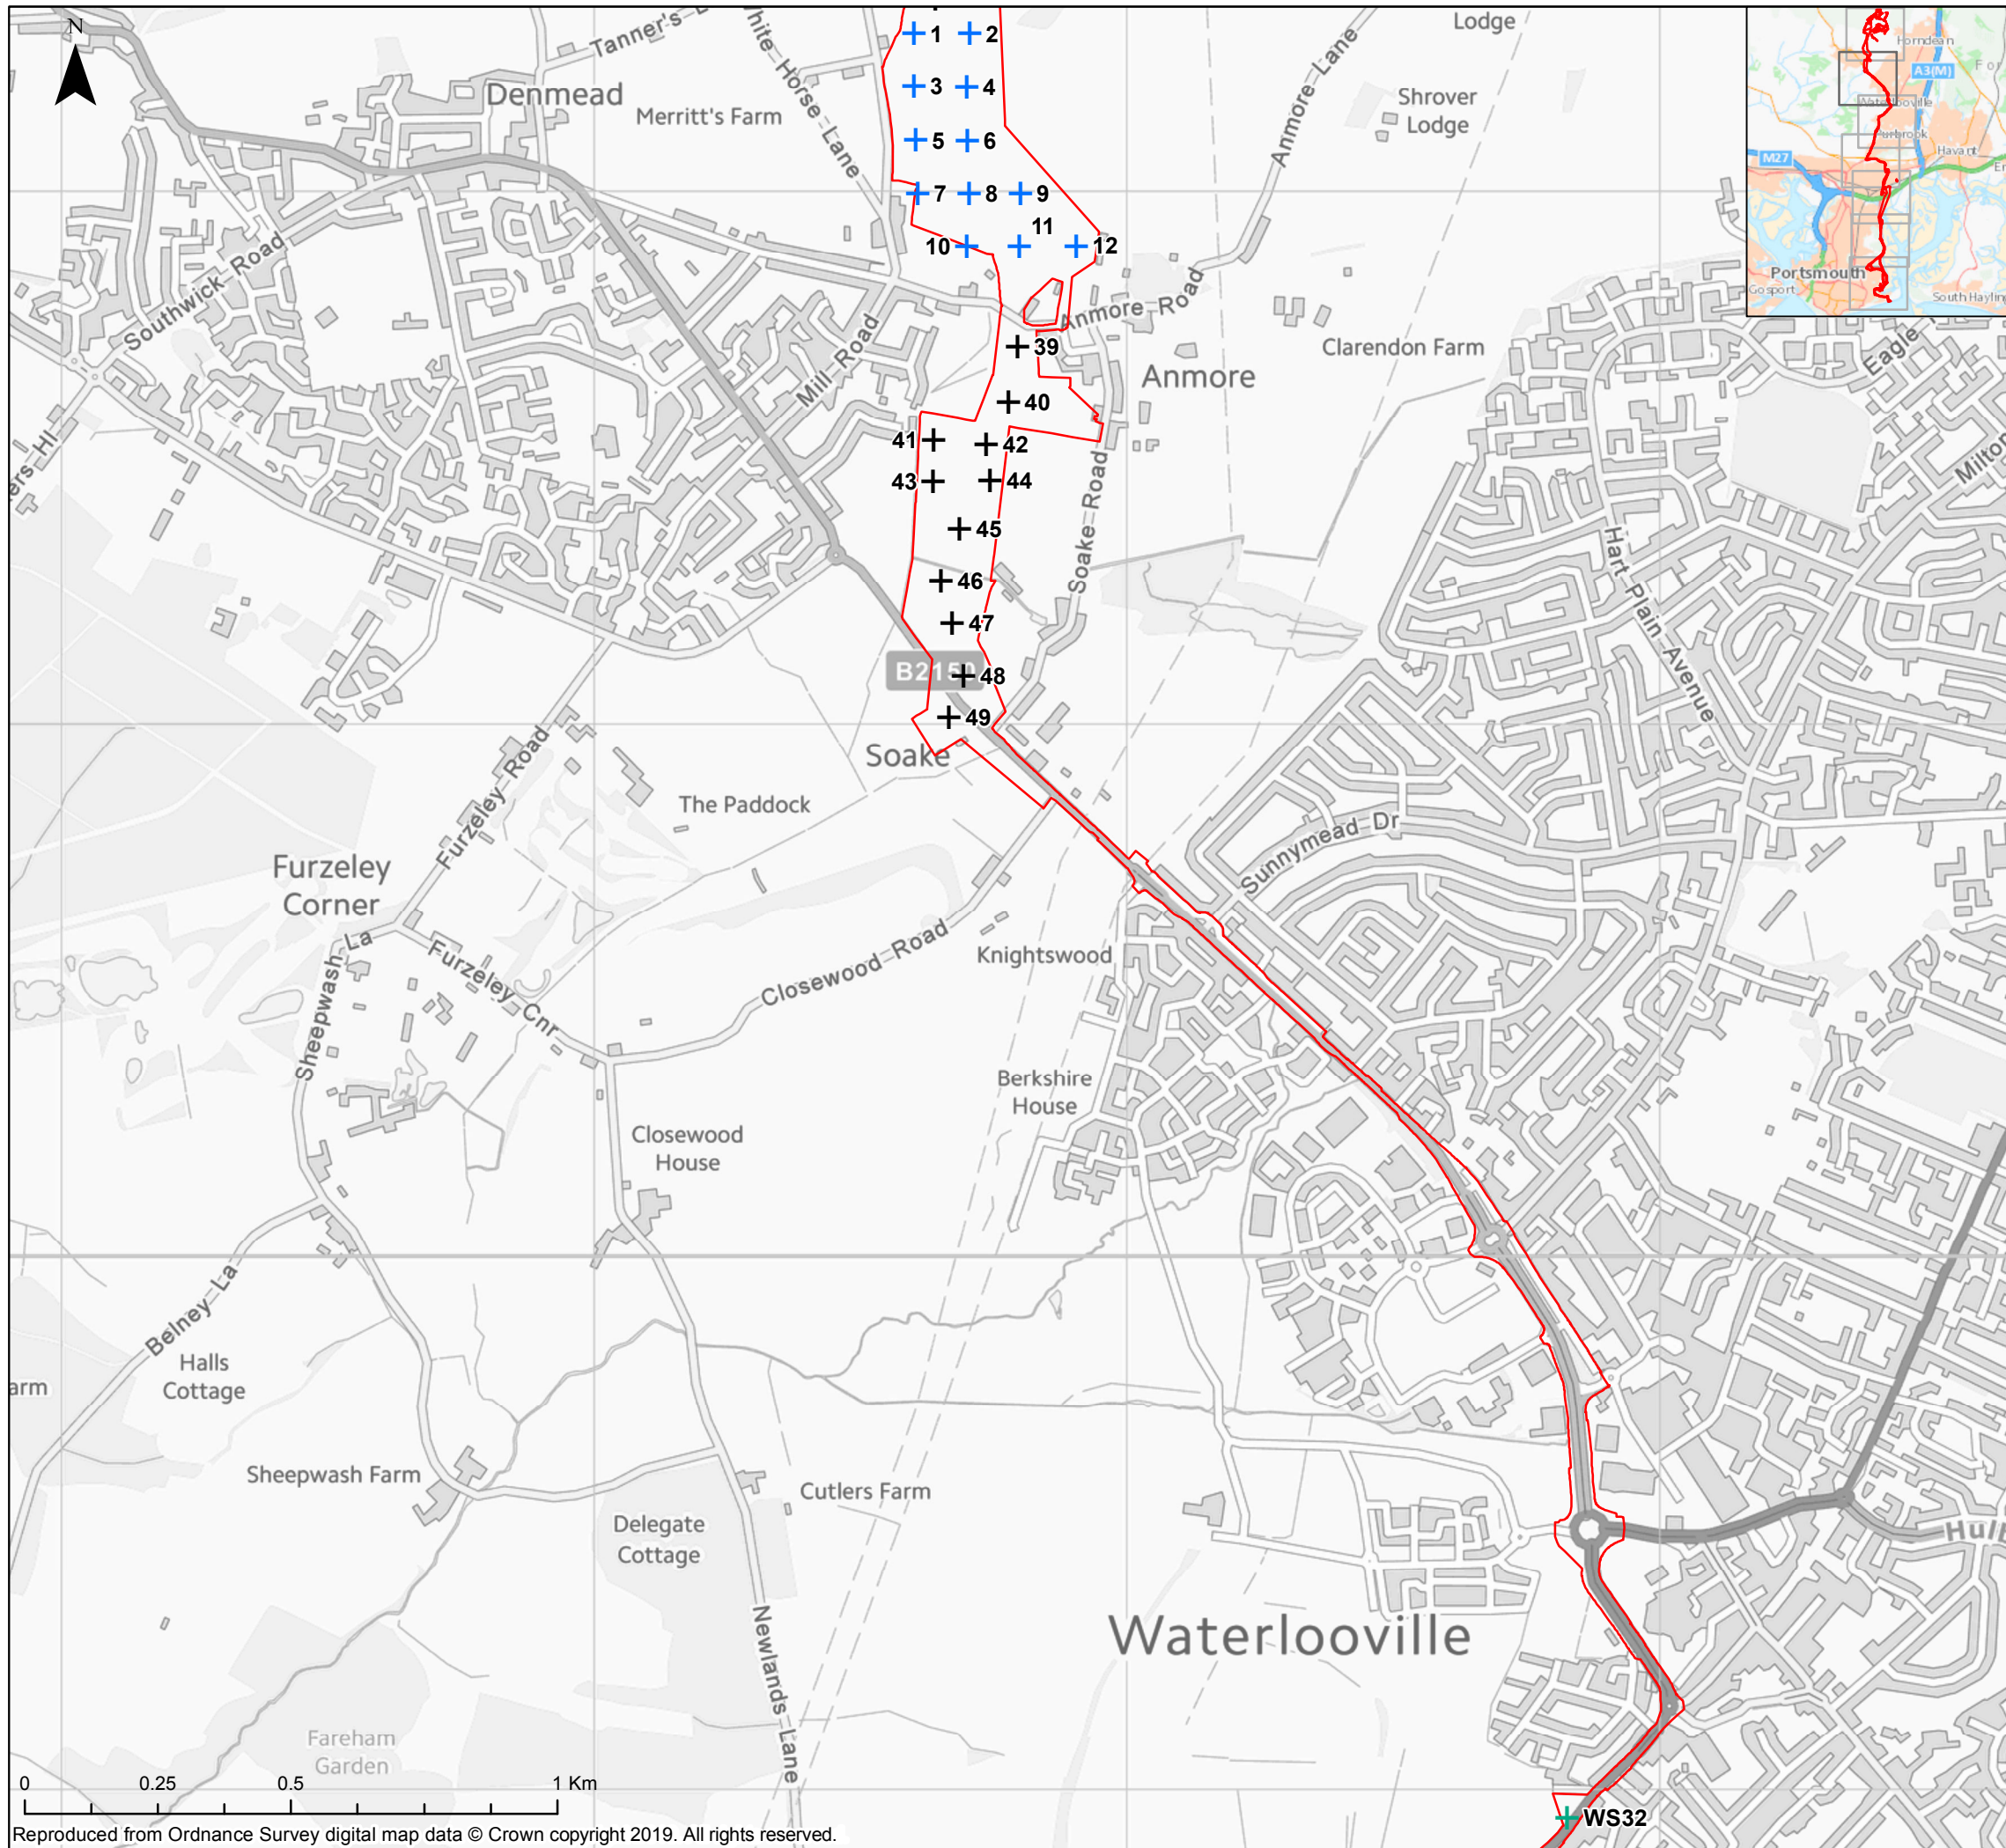 N
Tanner's
White Horse Lane
Lodge
1
2
3
4
5
6
7
8
9
10
11
12
Denmead
Merritt's Farm
Anmore-Lane
Shrover
Lodge
Horndean
A3(M)
Waterlooville
Purbrook
Havant
M27
Portsmouth
Gosport
Southwick Road
Mill Road
Anmore-Road
Clarendon Farm
Anmore
39
40
41
42
43
44
45
46
47
48
49
Soake-Road
Hart Plain Avenue
B2150
Soake
The Paddock
Furzeley Road
Furzeley
Corner
Sunnymead Dr
Sheepwash La
Furzeley Cnr
Closewood-Road
Knightswood
Berkshire
House
Closewood
House
Belney La
Halls
Cottage
Sheepwash Farm
Cutlers Farm
Delegate
Cottage
Newlands-Lane
Waterlooville
Fareham
Garden
WS32
0 0.25 0.5 1 Km
Reproduced from Ordnance Survey digital map data © Crown copyright 2019. All rights reserved.